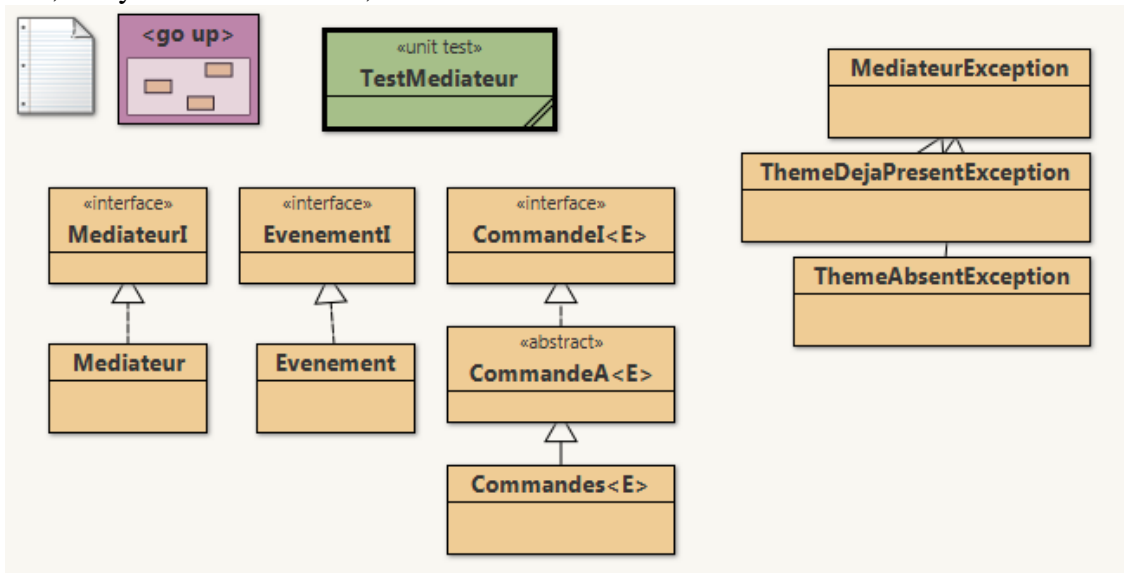 <go up>
«unit test»
TestMediateur
MediateurException
ThemeDejaPresentException
ThemeAbsentException
«interface»
MediateurI
«interface»
EvenementI
«interface»
CommandeI<E>
Mediateur
Evenement
«abstract»
CommandeA<E>
Commandes<E>